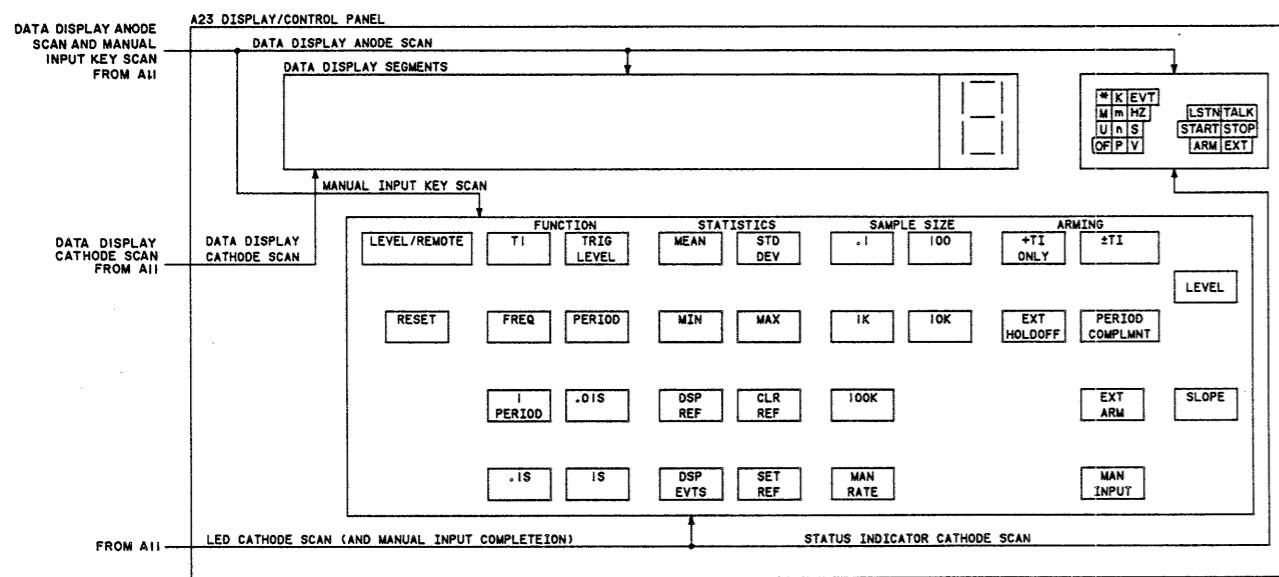 A23 DISPLAY/CONTROL PANEL
DATA DISPLAY ANODE
SCAN AND MANUAL
INPUT KEY SCAN
FROM A11
DATA DISPLAY ANODE SCAN
DATA DISPLAY SEGMENTS
* K EVT
M m HZ
U n S
OF P V
LSTN TALK
START STOP
ARM EXT
MANUAL INPUT KEY SCAN
DATA DISPLAY
CATHODE SCAN
FROM A11
DATA DISPLAY
CATHODE SCAN
FUNCTION STATISTICS SAMPLE SIZE ARMING
LEVEL/REMOTE
TI
TRIG
LEVEL
MEAN
STD
DEV
.1
100
+TI
ONLY
±TI
LEVEL
RESET
FREQ
PERIOD
MIN
MAX
1K
10K
EXT
HOLDOFF
PERIOD
COMPLMNT
1
PERIOD
.01S
DSP
REF
CLR
REF
100K
EXT
ARM
SLOPE
.1S
1S
DSP
EVTS
SET
REF
MAN
RATE
MAN
INPUT
FROM A11
LED CATHODE SCAN (AND MANUAL INPUT COMPLETEION)
STATUS INDICATOR CATHODE SCAN